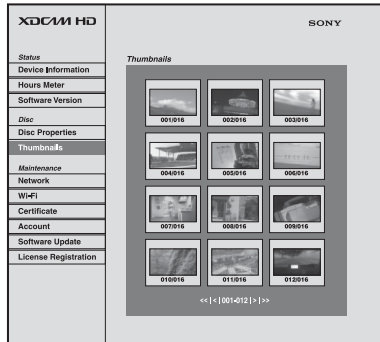 XDCAM HD
SONY
Status
Device Information
Hours Meter
Software Version
Disc
Disc Properties
Thumbnails
Maintenance
Network
Wi-Fi
Certificate
Account
Software Update
License Registration
Thumbnails
001/016 002/016 003/016
004/016 005/016 006/016
007/016 008/016 009/016
010/016 011/016 012/016
<< | < | 001-012 | > | >>